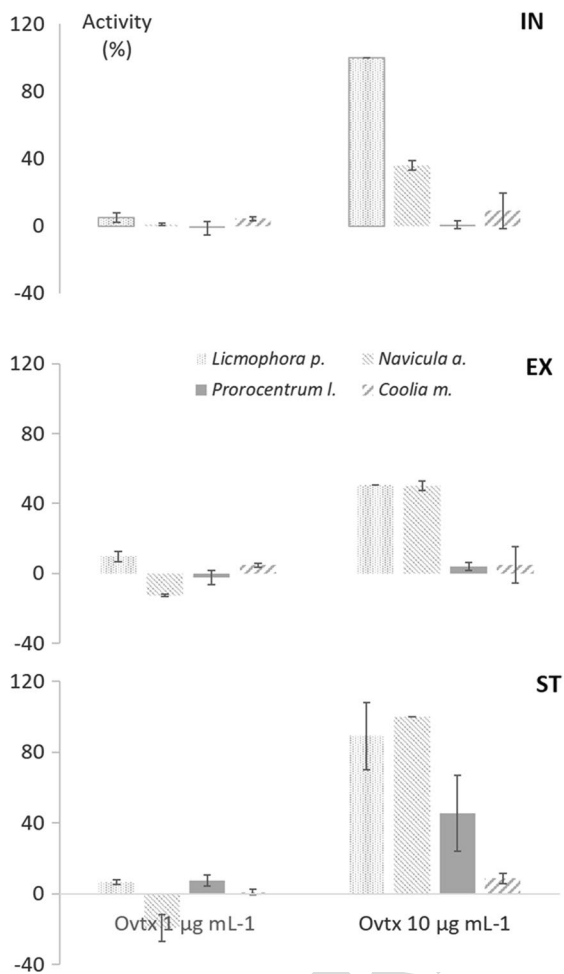 Activity
(%)
IN
120
80
40
0
-40
EX
Licmophora p.
Navicula a.
Prorocentrum l.
Coolia m.
120
80
40
0
-40
ST
120
80
40
0
-40
Ovtx 1 µg mL-1
Ovtx 10 µg mL-1